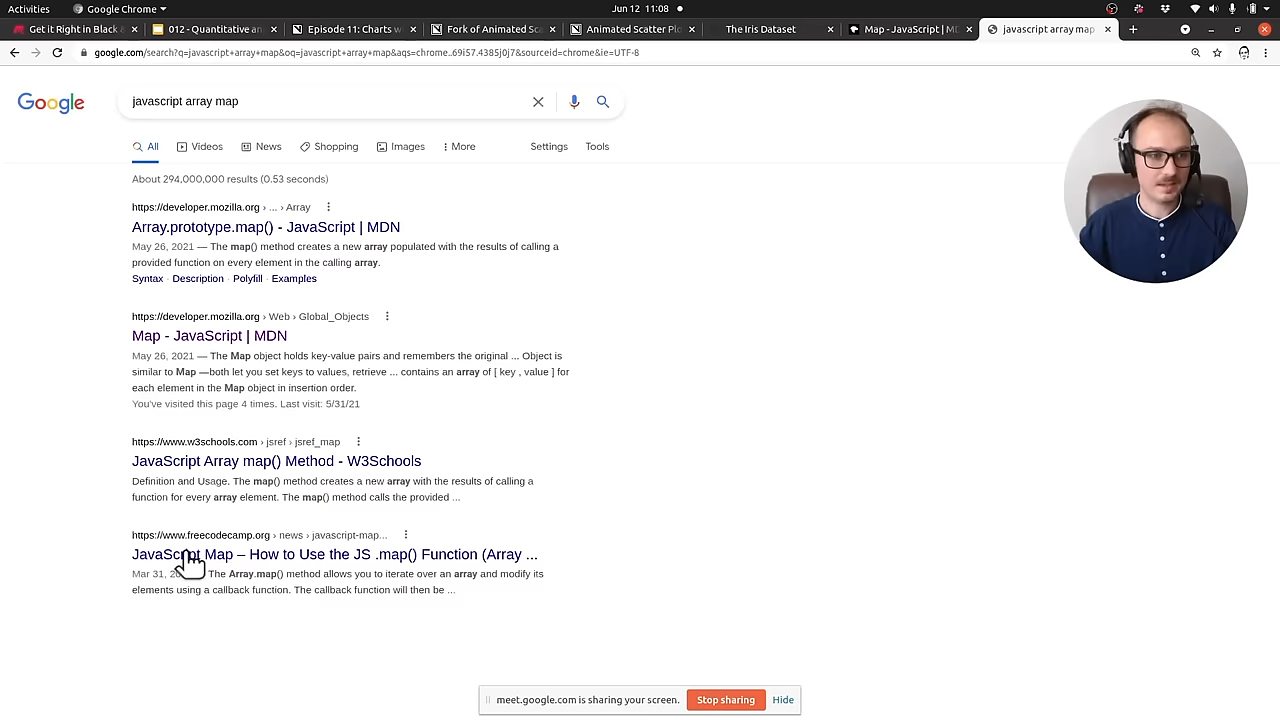 Activities
Google Chrome
Jun 12 11:08
Get It Right in Black &
012 - Quantitative an
Episode 11: Charts w
Fork of Animated Sca
Animated Scatter Plo
The Iris Dataset
Map - JavaScript | MD
javascript array map
google.com/search?q=javascript+array+map&oq=javascript+array+map&aqs=chrome..69i57.4385j0j7&sourceid=chrome&ie=UTF-8
Google
javascript array map
All
Videos
News
Shopping
Images
More
Settings
Tools
About 294,000,000 results (0.53 seconds)
https://developer.mozilla.org › ... › Array
Array.prototype.map() - JavaScript | MDN
May 26, 2021 — The map() method creates a new array populated with the results of calling a
provided function on every element in the calling array.
Syntax · Description · Polyfill · Examples
https://developer.mozilla.org › Web › Global_Objects
Map - JavaScript | MDN
May 26, 2021 — The Map object holds key-value pairs and remembers the original ... Object is
similar to Map —both let you set keys to values, retrieve ... contains an array of [ key , value ] for
each element in the Map object in insertion order.
You've visited this page 4 times. Last visit: 5/31/21
https://www.w3schools.com › jsref › jsref_map
JavaScript Array map() Method - W3Schools
Definition and Usage. The map() method creates a new array with the results of calling a
function for every array element. The map() method calls the provided ...
https://www.freecodecamp.org › news › javascript-map...
JavaScript Map – How to Use the JS .map() Function (Array ...
Mar 31, The Array.map() method allows you to iterate over an array and modify its
elements using a callback function. The callback function will then be ...
meet.google.com is sharing your screen.
Stop sharing
Hide